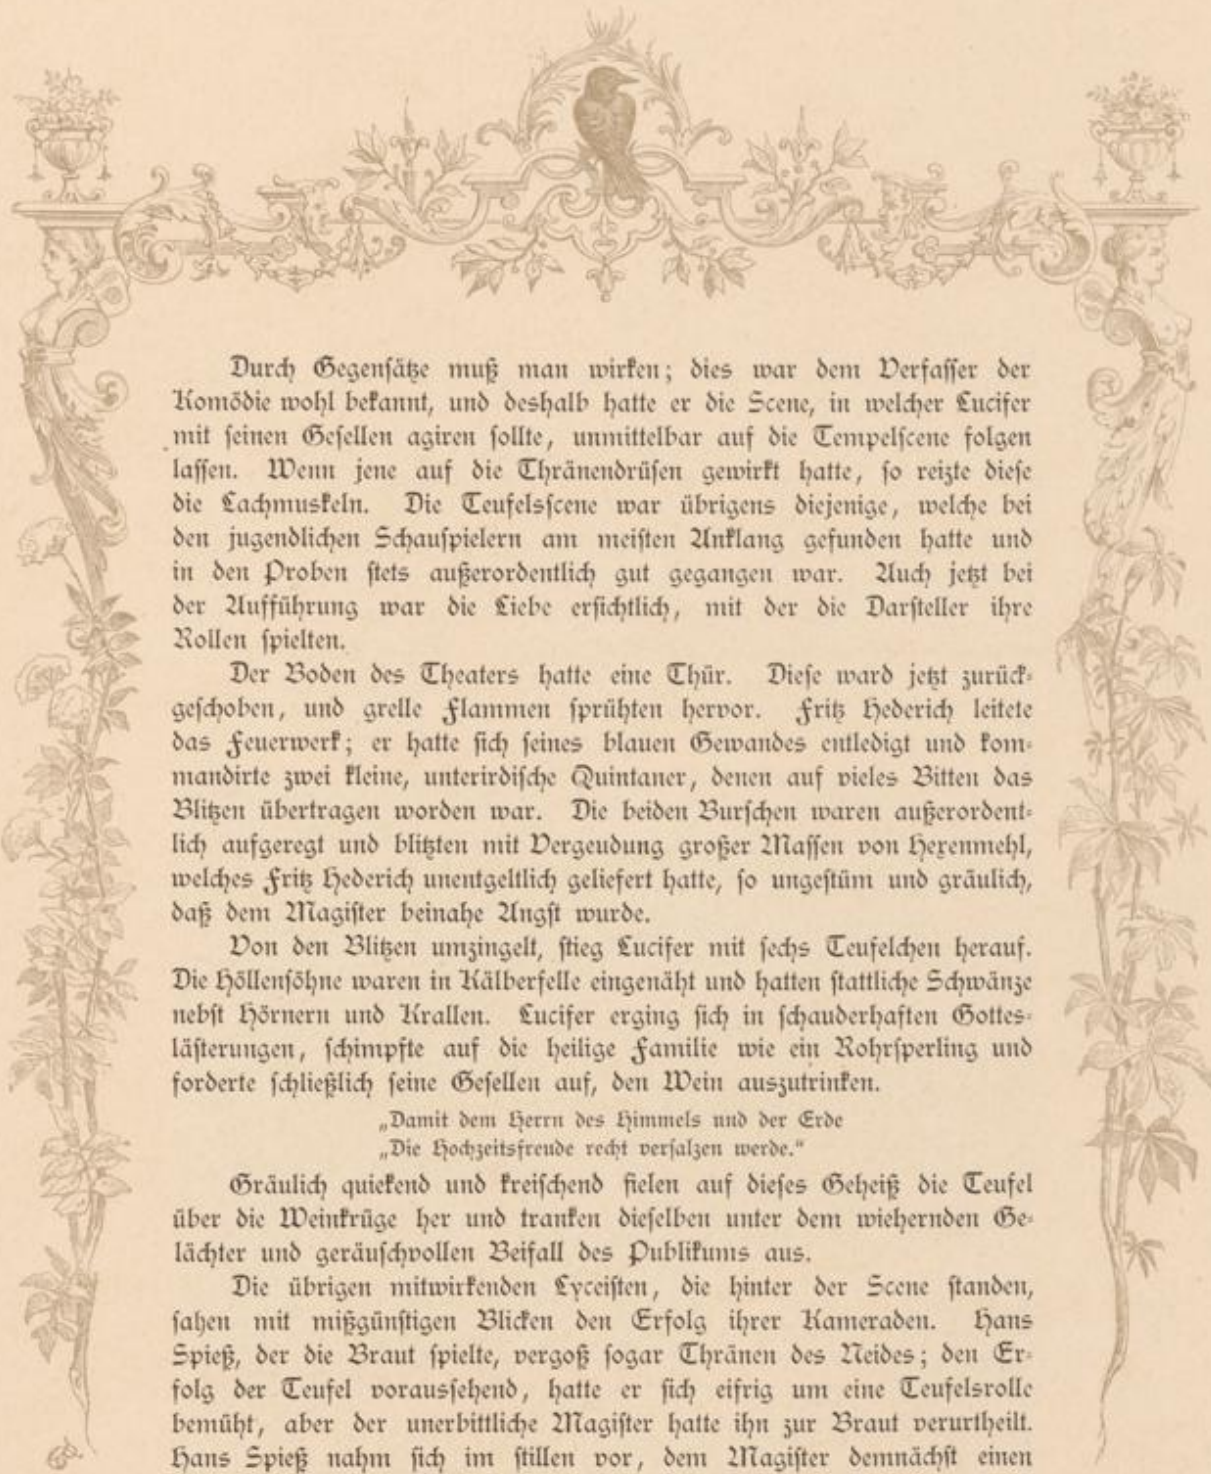 Durch Gegensätze muß man wirken; dies war dem Verfasser der
Komödie wohl bekannt, und deshalb hatte er die Scene, in welcher Lucifer
mit seinen Gesellen agiren sollte, unmittelbar auf die Tempelscene folgen
lassen. Wenn jene auf die Thränendrüsen gewirkt hatte, so reizte diese
die Lachmuskeln. Die Teufelsscene war übrigens diejenige, welche bei
den jugendlichen Schauspielern am meisten Anklang gefunden hatte und
in den Proben stets außerordentlich gut gegangen war. Auch jetzt bei
der Aufführung war die Liebe ersichtlich, mit der die Darsteller ihre
Rollen spielten.
Der Boden des Theaters hatte eine Thür. Diese ward jetzt zurück-
geschoben, und grelle Flammen sprühten hervor. Fritz Hederich leitete
das Feuerwerk; er hatte sich seines blauen Gewandes entledigt und kom-
mandirte zwei kleine, unterirdische Quintaner, denen auf vieles Bitten das
Blitzen übertragen worden war. Die beiden Burschen waren außerordent-
lich aufgeregt und blitzten mit Vergeudung großer Massen von Hexenmehl,
welches Fritz Hederich unentgeltlich geliefert hatte, so ungestüm und gräulich,
daß dem Magister beinahe Angst wurde.
Von den Blitzen umzingelt, stieg Lucifer mit sechs Teufelchen herauf.
Die Höllensöhne waren in Kälberfelle eingenäht und hatten stattliche Schwänze
nebst Hörnern und Krallen. Lucifer erging sich in schauderhaften Gottes-
lästerungen, schimpfte auf die heilige Familie wie ein Rohrsperling und
forderte schließlich seine Gesellen auf, den Wein auszutrinken.
„Damit dem Herrn des Himmels und der Erde
„Die Hochzeitsfreude recht versalzen werde.“
Gräulich quiekend und kreischend fielen auf dieses Geheiß die Teufel
über die Weinkrüge her und tranken dieselben unter dem wiehernden Ge-
lächter und geräuschvollen Beifall des Publikums aus.
Die übrigen mitwirkenden Lyceisten, die hinter der Scene standen,
sahen mit mißgünstigen Blicken den Erfolg ihrer Kameraden. Hans
Spieß, der die Braut spielte, vergoß sogar Thränen des Neides; den Er-
folg der Teufel voraussehend, hatte er sich eifrig um eine Teufelsrolle
bemüht, aber der unerbittliche Magister hatte ihn zur Braut verurtheilt.
Hans Spieß nahm sich im stillen vor, dem Magister demnächst einen